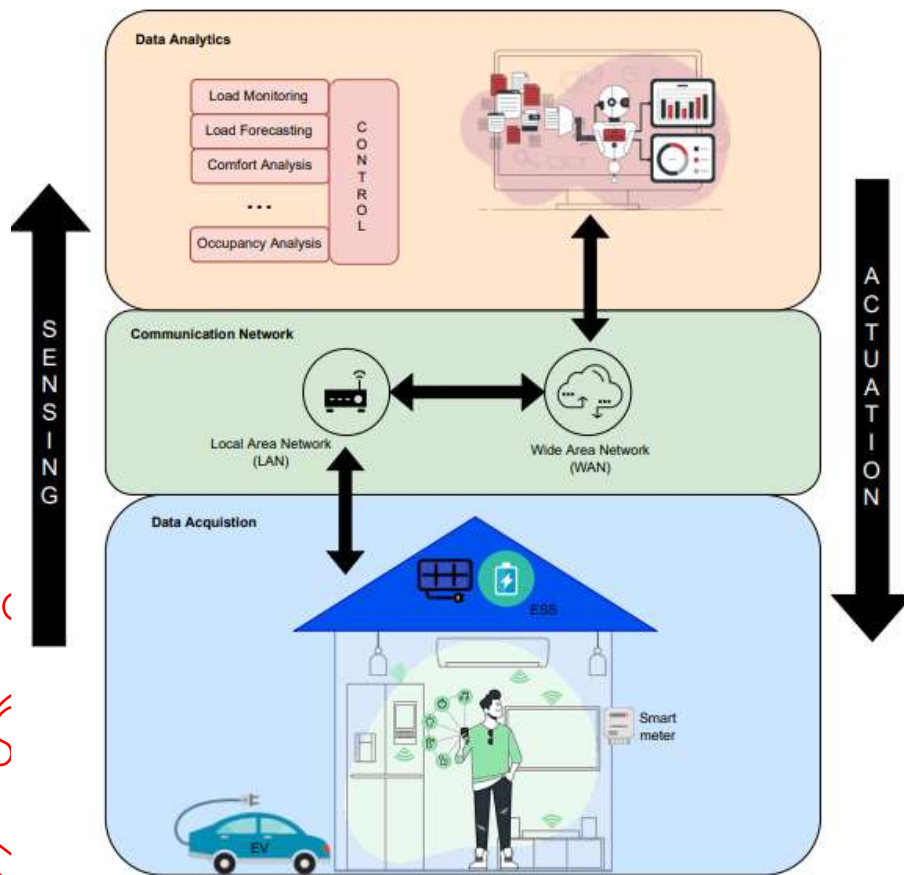 Data Analytics
Load Monitoring
Load Forecasting
Comfort Analysis
...
Occupancy Analysis
CONTROL
SENSING
ACTUATION
Communication Network
Local Area Network
(LAN)
Wide Area Network
(WAN)
Data Acquistion
ESS
Smart
meter
EV